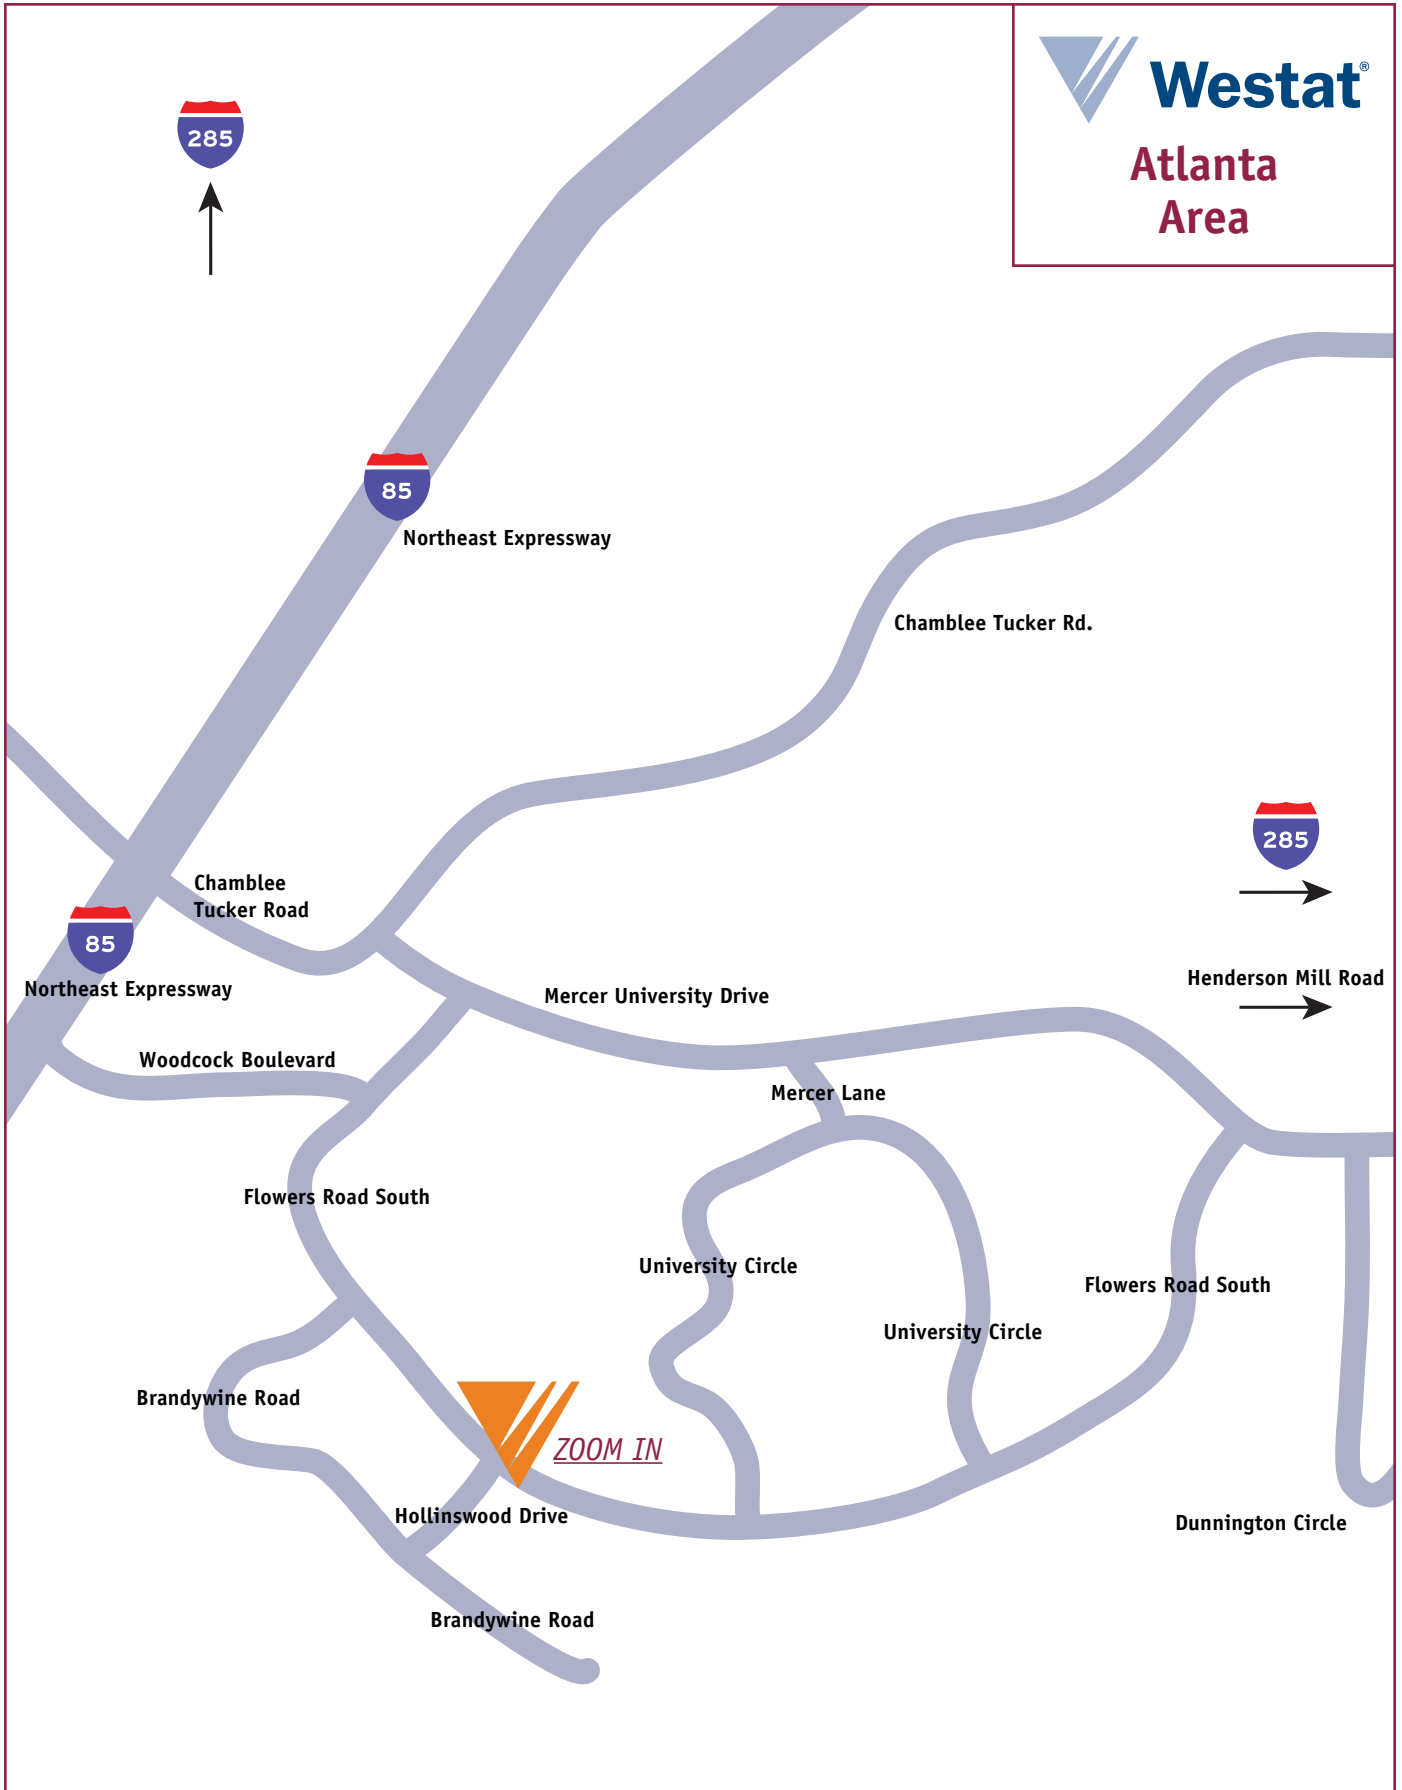 Westat®
Atlanta
Area
285
85
Northeast Expressway
Chamblee Tucker Rd.
285
Chamblee
Tucker Road
85
Northeast Expressway
Henderson Mill Road
Mercer University Drive
Woodcock Boulevard
Mercer Lane
Flowers Road South
University Circle
Flowers Road South
University Circle
Brandywine Road
ZOOM IN
Hollinswood Drive
Dunnington Circle
Brandywine Road